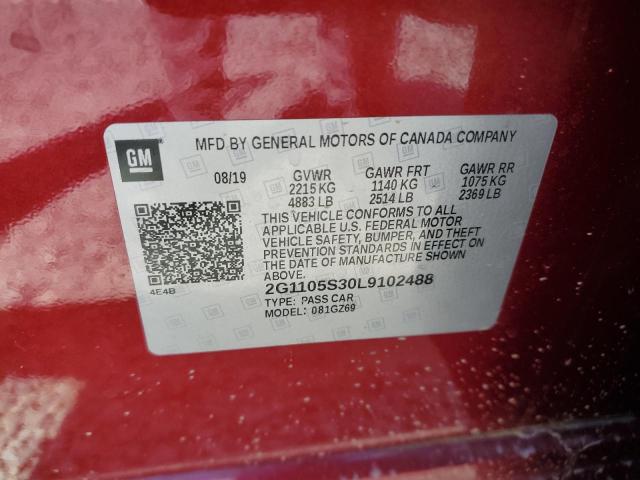 MFD BY GENERAL MOTORS OF CANADA COMPANY
GM
08/19 GVWR GAWR FRT GAWR RR
2215 KG 1140 KG 1075 KG
4883 LB 2514 LB 2369 LB
THIS VEHICLE CONFORMS TO ALL
APPLICABLE U.S. FEDERAL MOTOR
VEHICLE SAFETY, BUMPER, AND THEFT
PREVENTION STANDARDS IN EFFECT ON
THE DATE OF MANUFACTURE SHOWN
ABOVE.
4E4B
2G1105S30L9102488
TYPE: PASS CAR
MODEL: 081GZ69